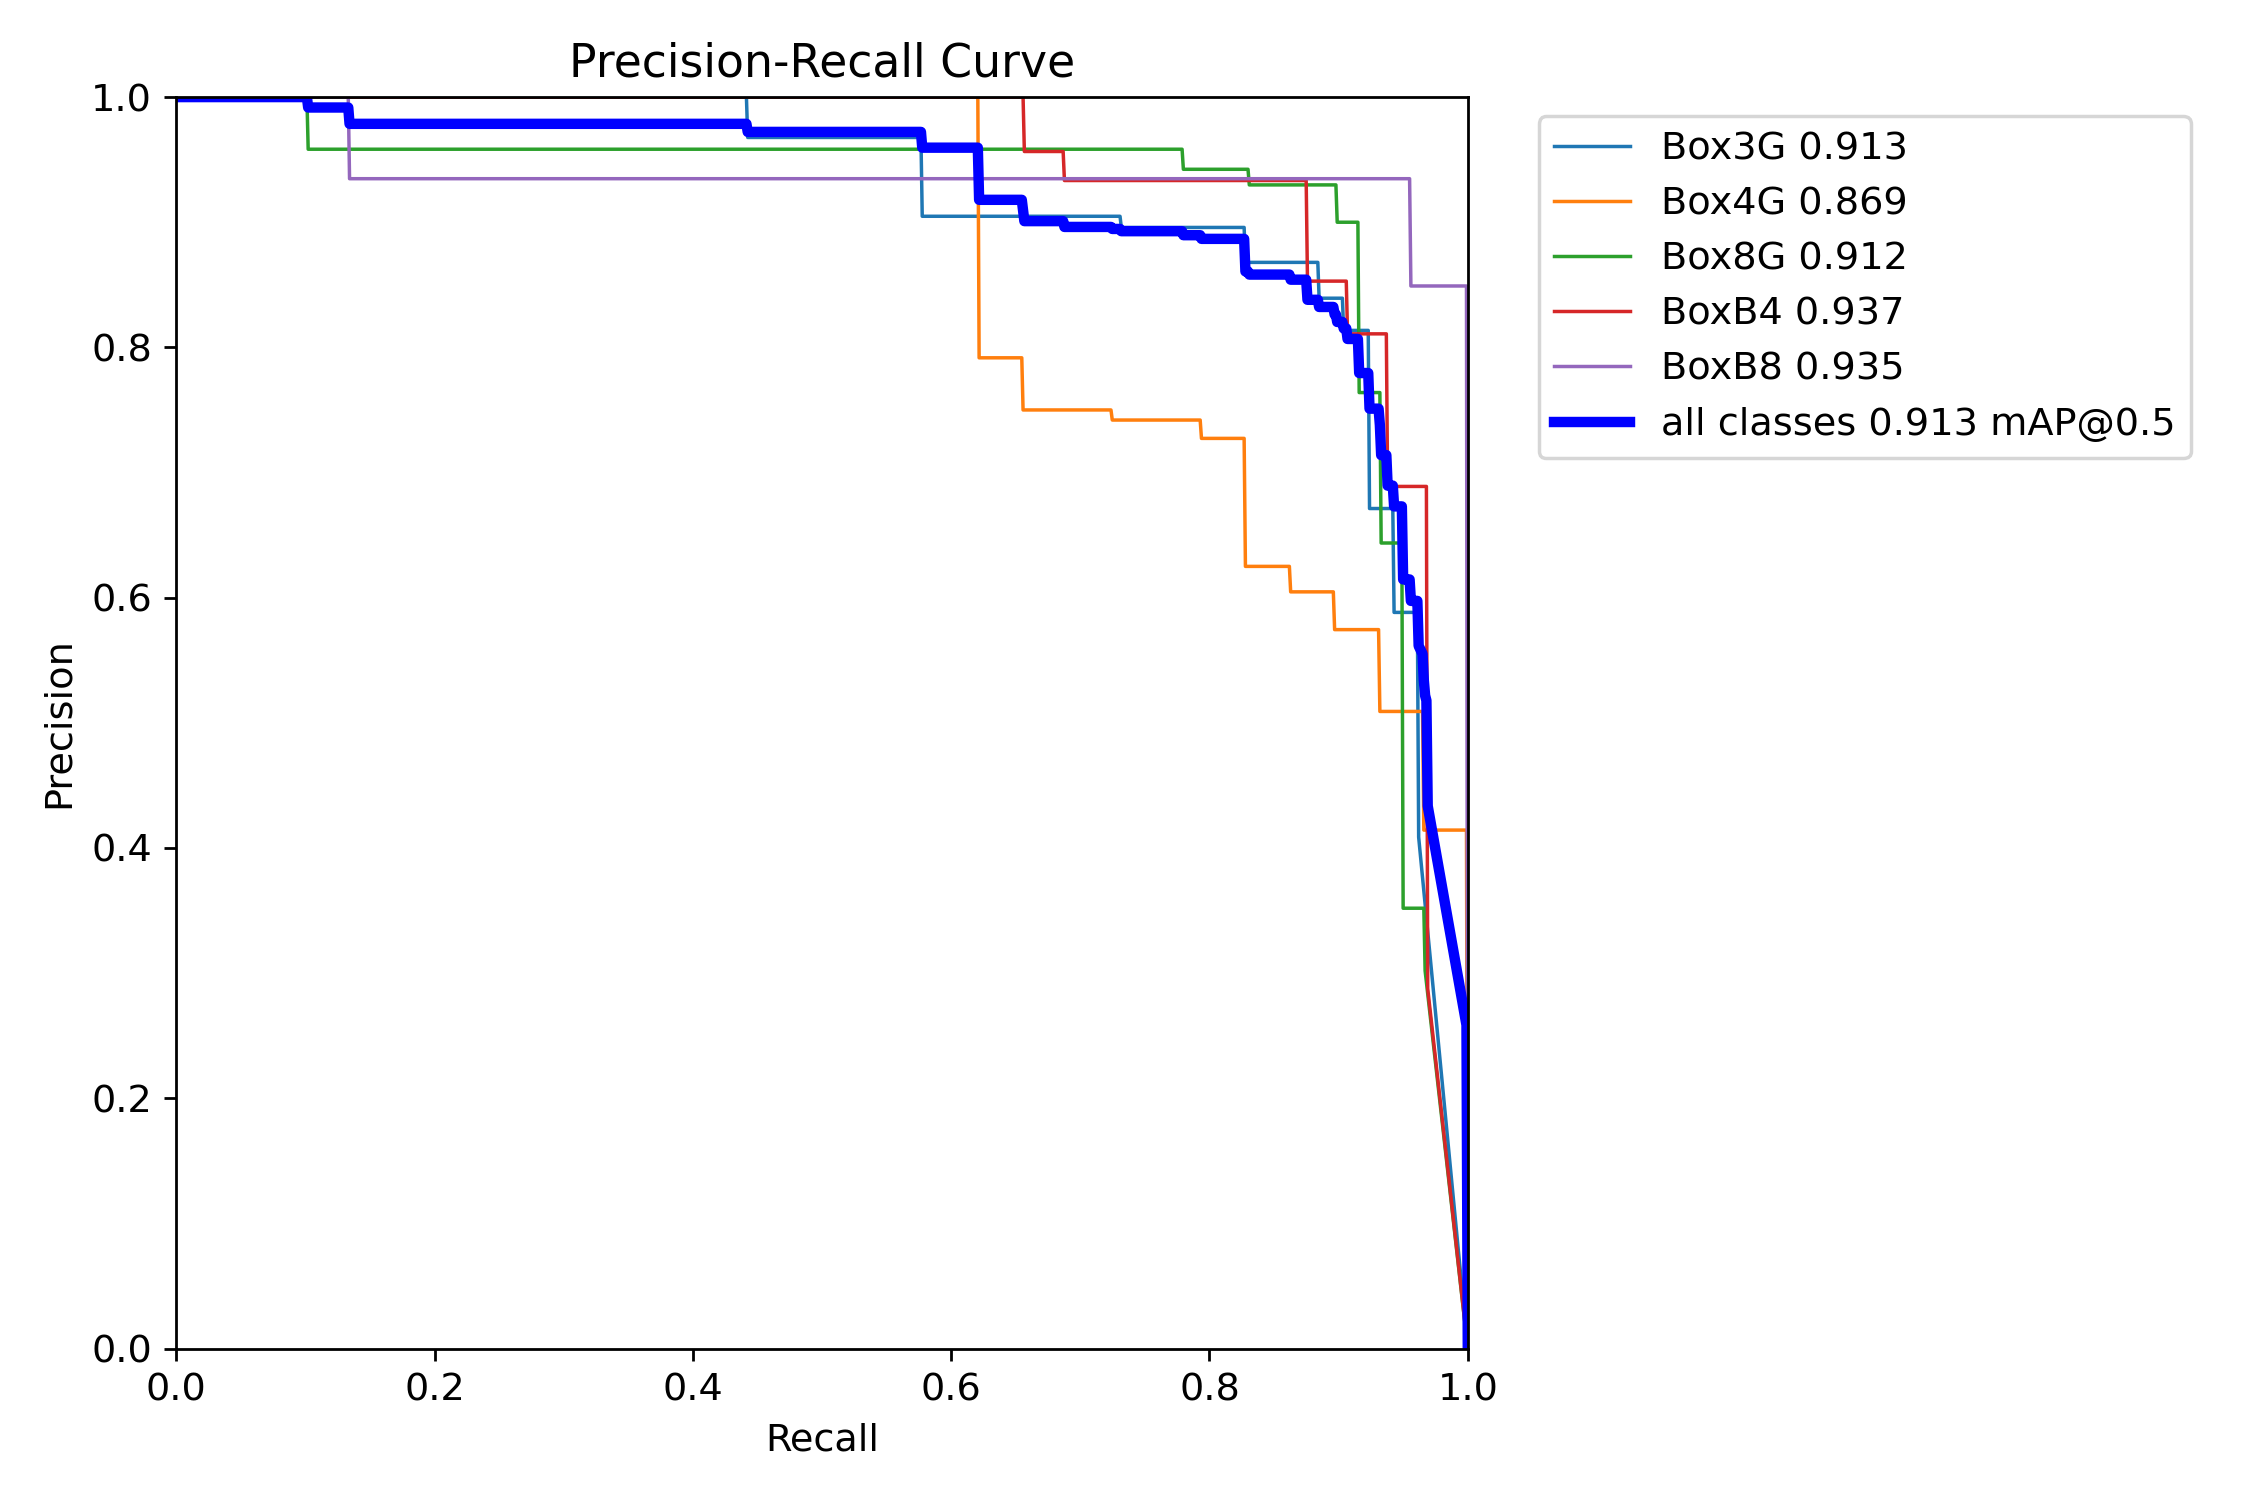 Precision-Recall Curve
1.0
0.8
0.6
0.4
0.2
0.0
Precision
0.0 0.2 0.4 0.6 0.8 1.0
Recall
Box3G 0.913
Box4G 0.869
Box8G 0.912
BoxB4 0.937
BoxB8 0.935
all classes 0.913 mAP@0.5